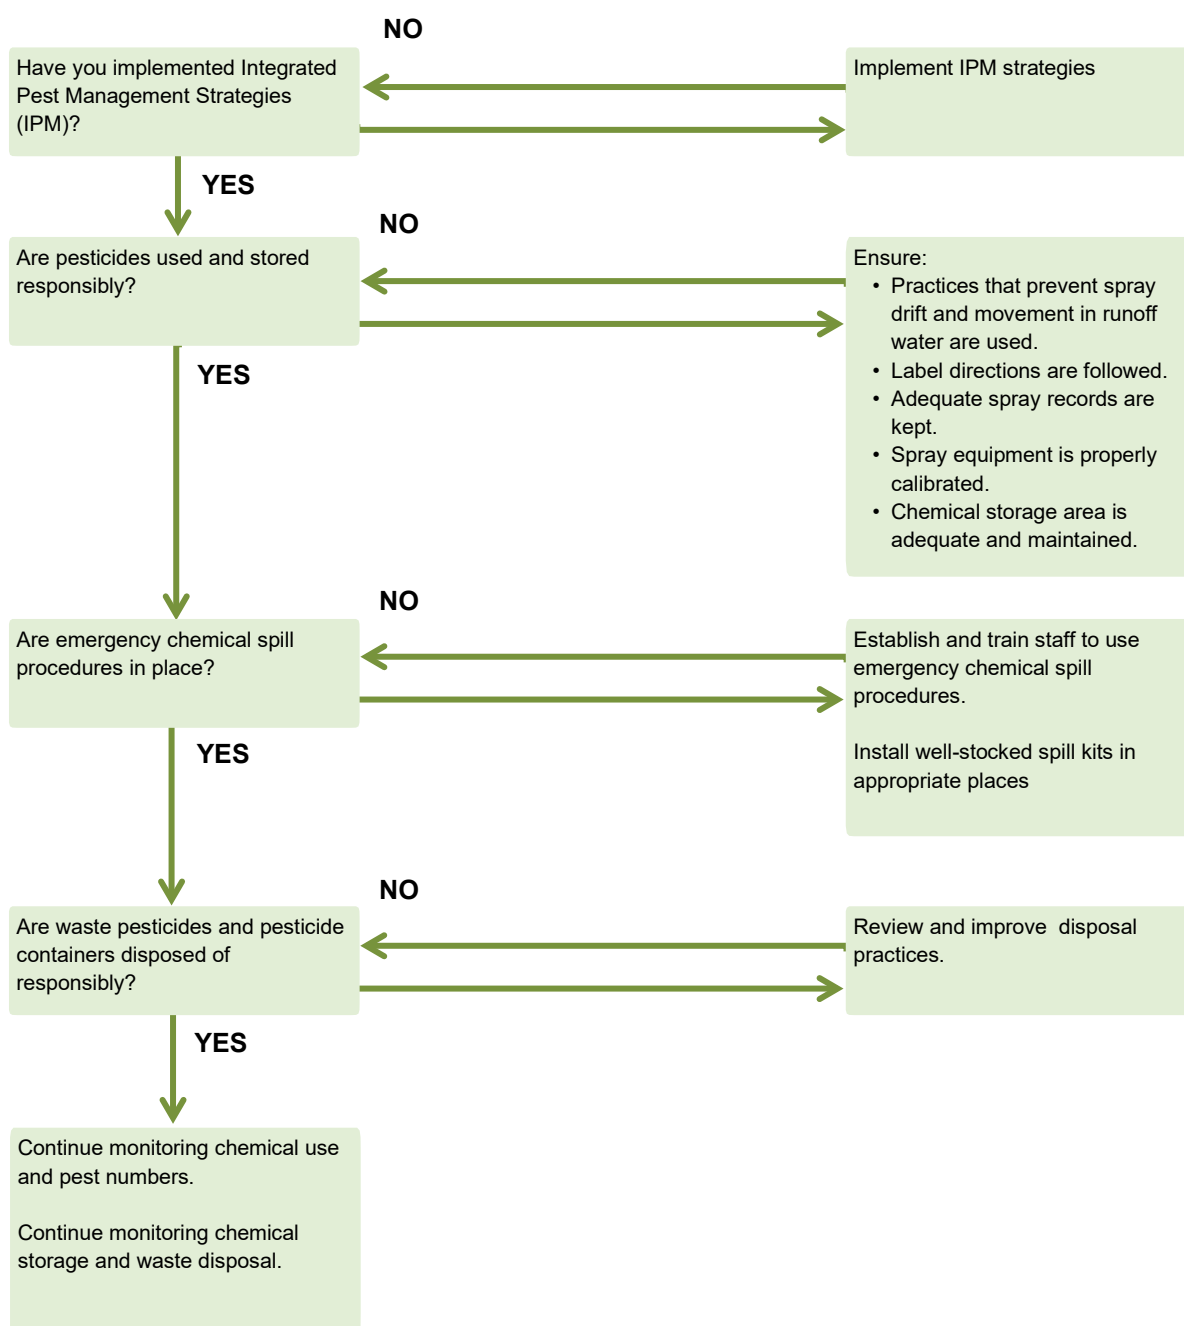 NO
Have you implemented Integrated
Pest Management Strategies
(IPM)?
Implement IPM strategies
YES
NO
Are pesticides used and stored
responsibly?
Ensure:
• Practices that prevent spray
drift and movement in runoff
water are used.
• Label directions are followed.
• Adequate spray records are
kept.
• Spray equipment is properly
calibrated.
• Chemical storage area is
adequate and maintained.
YES
NO
Are emergency chemical spill
procedures in place?
Establish and train staff to use
emergency chemical spill
procedures.
Install well-stocked spill kits in
appropriate places
YES
NO
Are waste pesticides and pesticide
containers disposed of
responsibly?
Review and improve  disposal
practices.
YES
Continue monitoring chemical use
and pest numbers.
Continue monitoring chemical
storage and waste disposal.